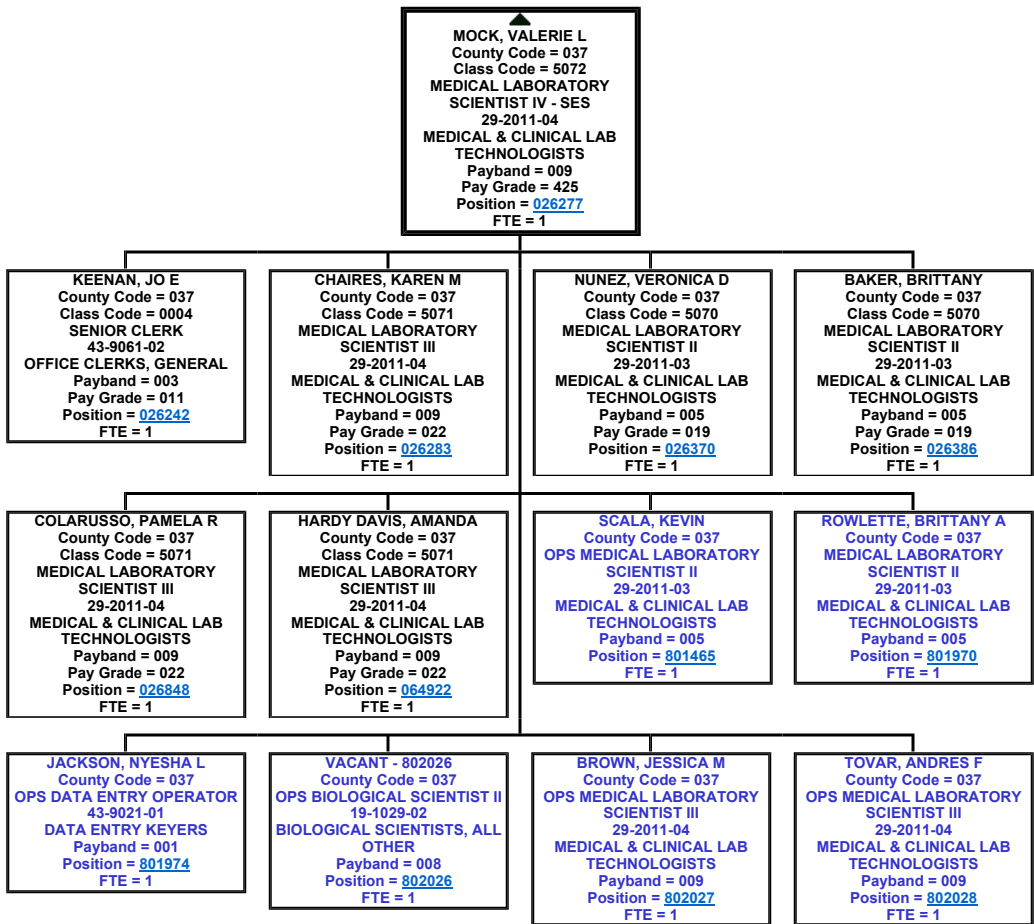 MOCK, VALERIE L
County Code = 037
Class Code = 5072
MEDICAL LABORATORY
SCIENTIST IV - SES
29-2011-04
MEDICAL & CLINICAL LAB
TECHNOLOGISTS
Payband = 009
Pay Grade = 425
Position = 026277
FTE = 1
KEENAN, JO E
County Code = 037
Class Code = 0004
SENIOR CLERK
43-9061-02
OFFICE CLERKS, GENERAL
Payband = 003
Pay Grade = 011
Position = 026242
FTE = 1
CHAIRES, KAREN M
County Code = 037
Class Code = 5071
MEDICAL LABORATORY
SCIENTIST III
29-2011-04
MEDICAL & CLINICAL LAB
TECHNOLOGISTS
Payband = 009
Pay Grade = 022
Position = 026283
FTE = 1
NUNEZ, VERONICA D
County Code = 037
Class Code = 5070
MEDICAL LABORATORY
SCIENTIST II
29-2011-03
MEDICAL & CLINICAL LAB
TECHNOLOGISTS
Payband = 005
Pay Grade = 019
Position = 026370
FTE = 1
BAKER, BRITTANY
County Code = 037
Class Code = 5070
MEDICAL LABORATORY
SCIENTIST II
29-2011-03
MEDICAL & CLINICAL LAB
TECHNOLOGISTS
Payband = 005
Pay Grade = 019
Position = 026386
FTE = 1
COLARUSSO, PAMELA R
County Code = 037
Class Code = 5071
MEDICAL LABORATORY
SCIENTIST III
29-2011-04
MEDICAL & CLINICAL LAB
TECHNOLOGISTS
Payband = 009
Pay Grade = 022
Position = 026848
FTE = 1
HARDY DAVIS, AMANDA
County Code = 037
Class Code = 5071
MEDICAL LABORATORY
SCIENTIST III
29-2011-04
MEDICAL & CLINICAL LAB
TECHNOLOGISTS
Payband = 009
Pay Grade = 022
Position = 064922
FTE = 1
SCALA, KEVIN
County Code = 037
OPS MEDICAL LABORATORY
SCIENTIST II
29-2011-03
MEDICAL & CLINICAL LAB
TECHNOLOGISTS
Payband = 005
Position = 801465
FTE = 1
ROWLETTE, BRITTANY A
County Code = 037
MEDICAL LABORATORY
SCIENTIST II
29-2011-03
MEDICAL & CLINICAL LAB
TECHNOLOGISTS
Payband = 005
Position = 801970
FTE = 1
JACKSON, NYESHA L
County Code = 037
OPS DATA ENTRY OPERATOR
43-9021-01
DATA ENTRY KEYERS
Payband = 001
Position = 801974
FTE = 1
VACANT - 802026
County Code = 037
OPS BIOLOGICAL SCIENTIST II
19-1029-02
BIOLOGICAL SCIENTISTS, ALL
OTHER
Payband = 008
Position = 802026
FTE = 1
BROWN, JESSICA M
County Code = 037
OPS MEDICAL LABORATORY
SCIENTIST III
29-2011-04
MEDICAL & CLINICAL LAB
TECHNOLOGISTS
Payband = 009
Position = 802027
FTE = 1
TOVAR, ANDRES F
County Code = 037
OPS MEDICAL LABORATORY
SCIENTIST III
29-2011-04
MEDICAL & CLINICAL LAB
TECHNOLOGISTS
Payband = 009
Position = 802028
FTE = 1